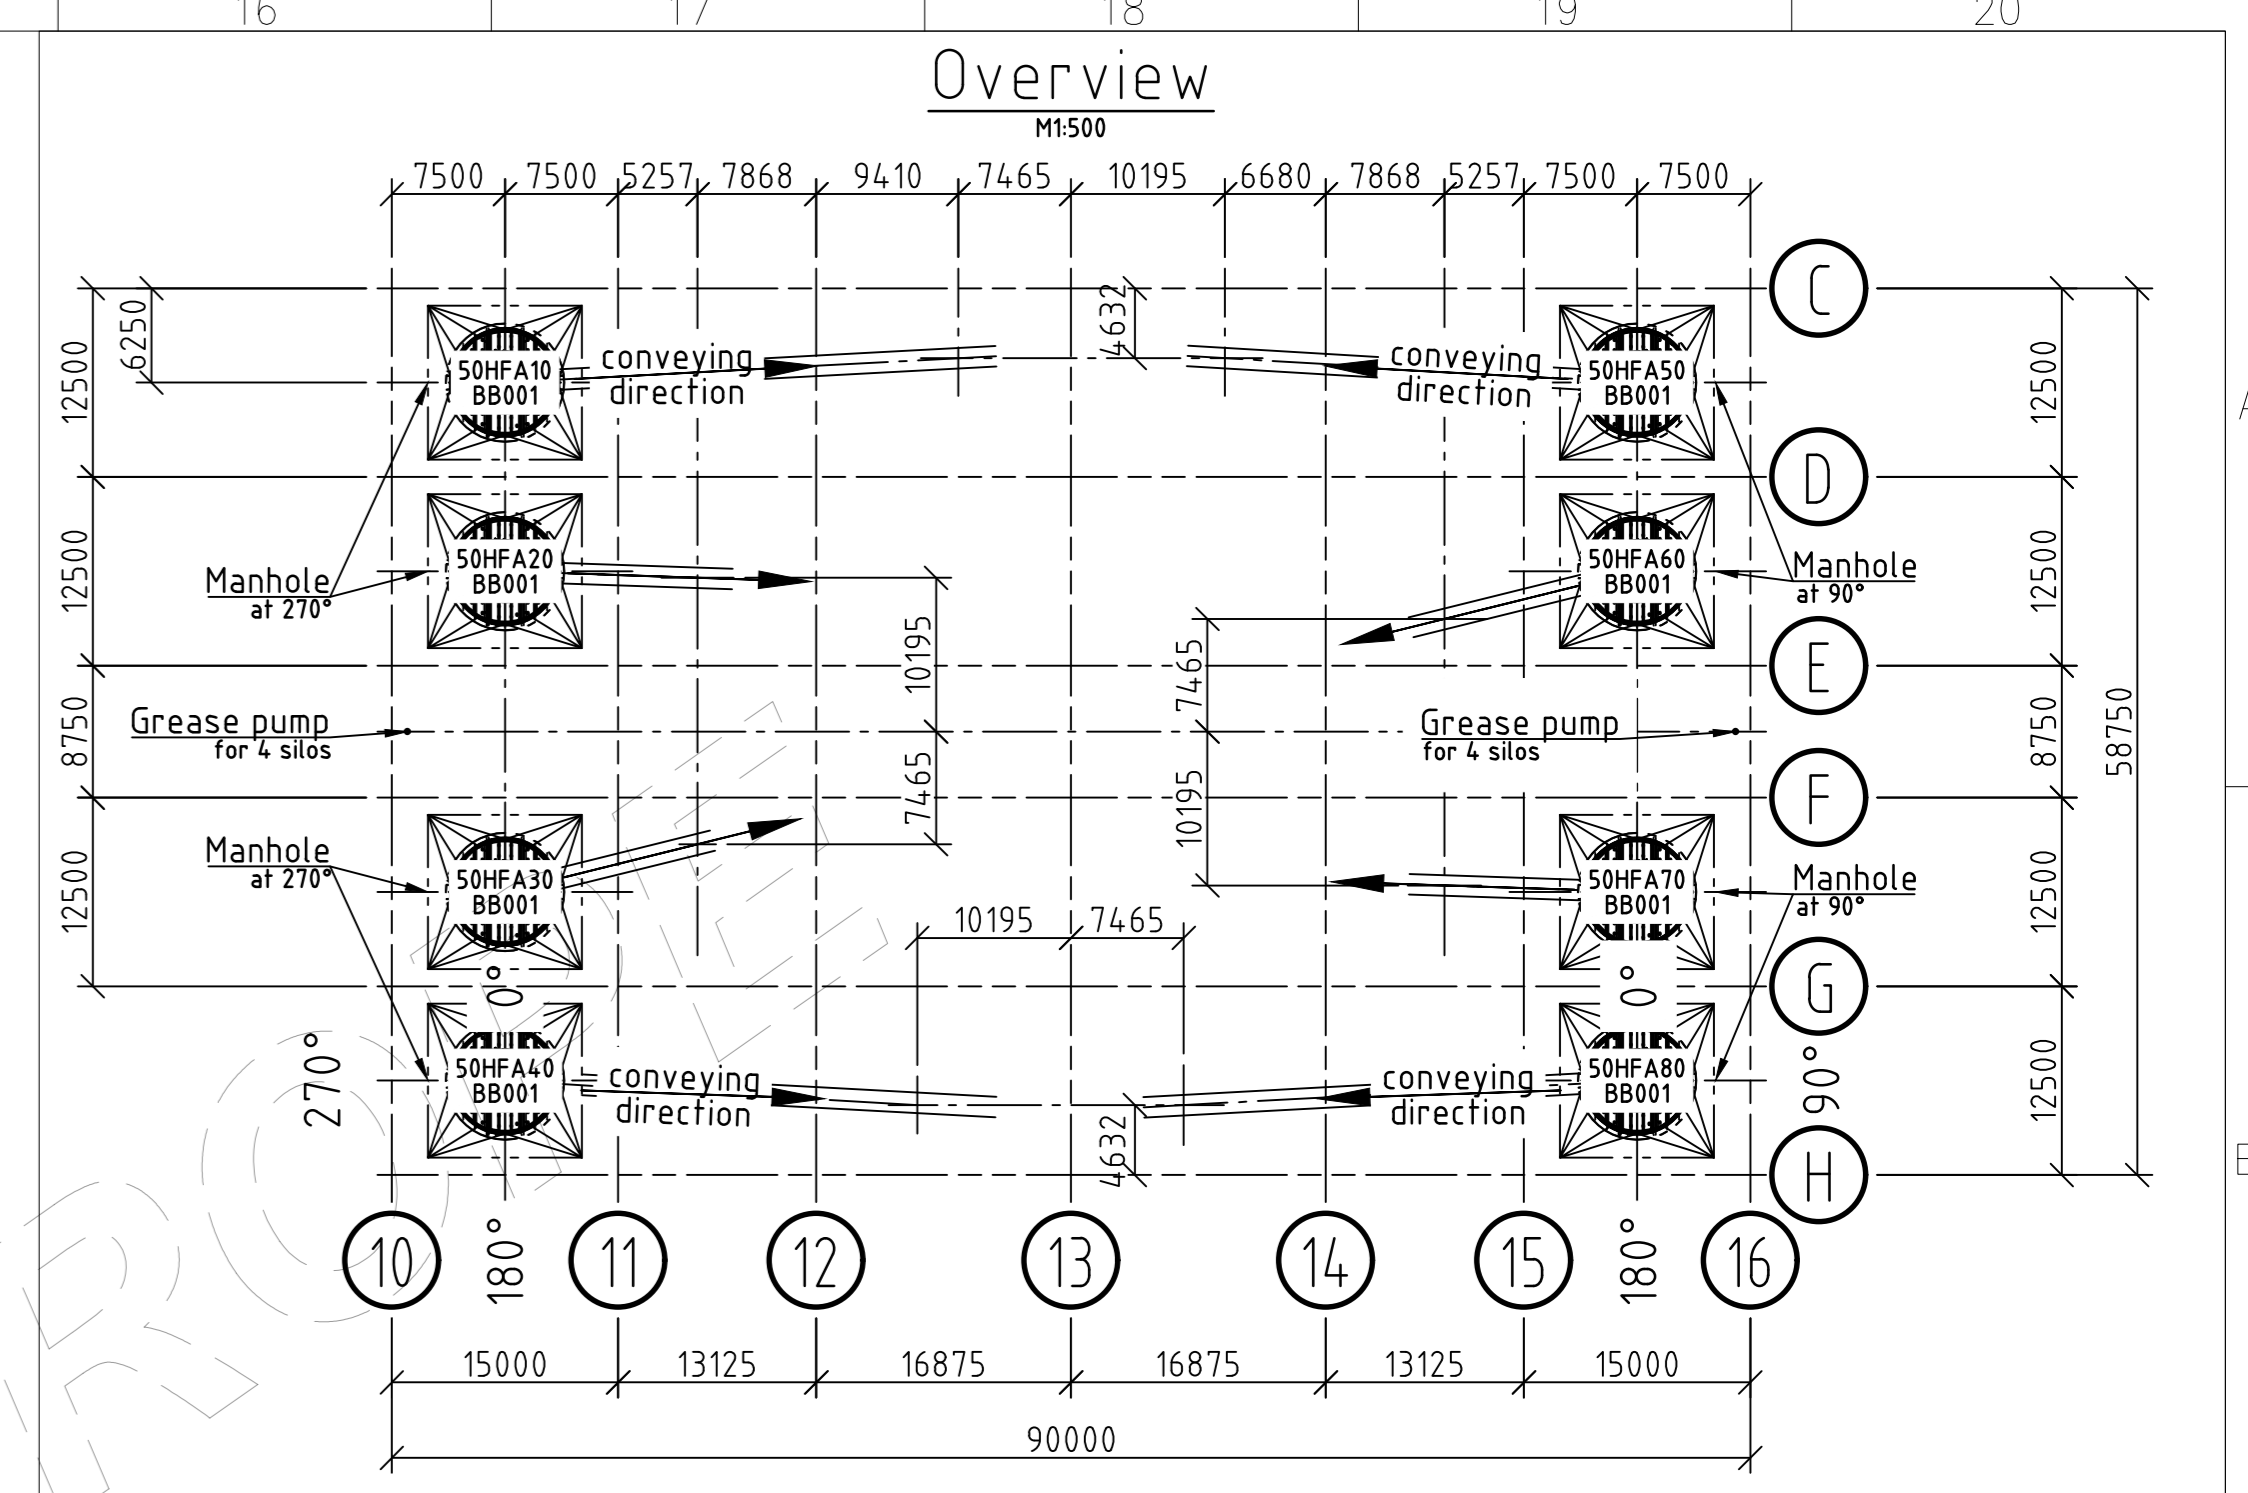 16 17 18 19 20
Overview
M1:500
7500 7500 5257 7868 9410 7465 10195 6680 7868 5257 7500 7500
C
6250
4632
12500
12500
50HFA10
BB001
conveying
direction
conveying
direction
50HFA50
BB001
A
D
12500
12500
50HFA20
BB001
50HFA60
BB001
Manhole
at 270°
Manhole
at 90°
10195
7465
E
8750
8750
58750
Grease pump
for 4 silos
Grease pump
for 4 silos
7465
10195
F
12500
12500
Manhole
at 270°
50HFA30
BB001
50HFA70
BB001
Manhole
at 90°
10195 7465
0°
0°
G
270°
50HFA40
BB001
conveying
direction
conveying
direction
50HFA80
BB001
90°
12500
4632
H
10 180° 11 12 13 14 15 180° 16
15000 13125 16875 16875 13125 15000
90000